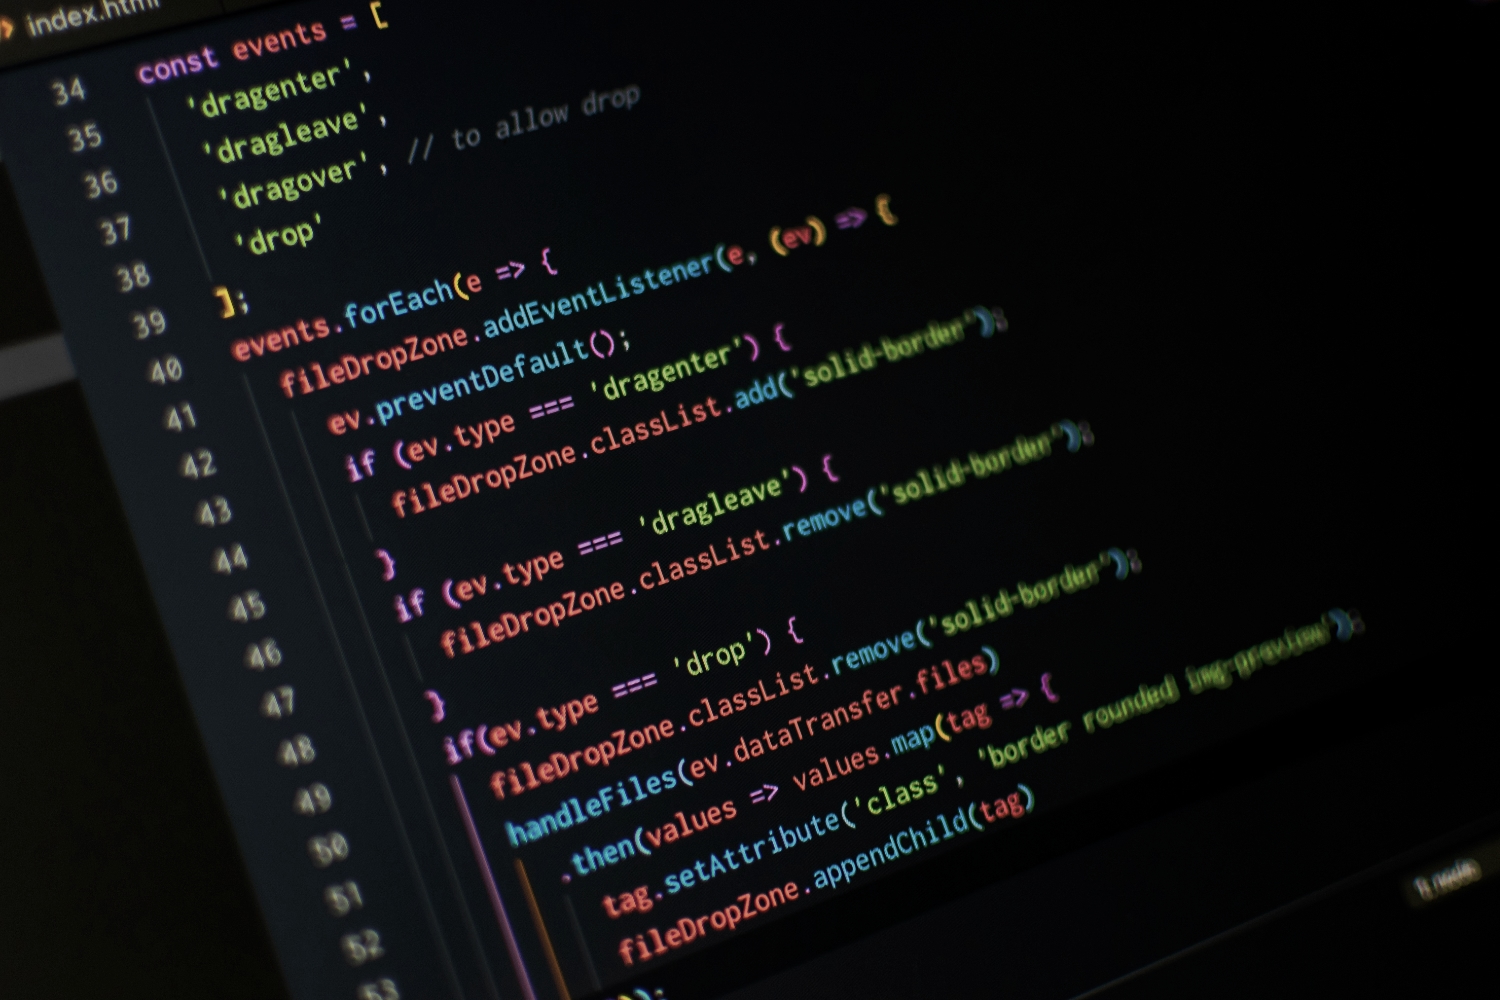 index.html
34 const events = [
35 'dragenter',
36 'dragleave',
37 'dragover', // to allow drop
38 'drop'
39 ];
40 events.forEach(e => {
41 fileDropZone.addEventListener(e, (ev) => {
42 ev.preventDefault();
43 if (ev.type === 'dragenter') {
44 fileDropZone.classList.add('solid-border');
45 }
46 if (ev.type === 'dragleave') {
47 fileDropZone.classList.remove('solid-border');
48 }
49 if(ev.type === 'drop') {
50 fileDropZone.classList.remove('solid-border');
51 handleFiles(ev.dataTransfer.files)
52 .then(values => values.map(tag => {
53 tag.setAttribute('class', 'border rounded img-preview');
fileDropZone.appendChild(tag)